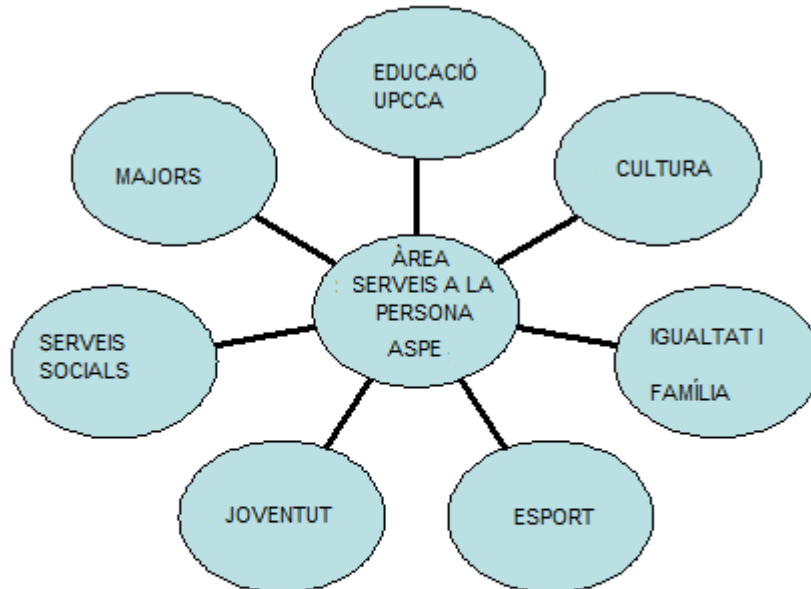 EDUCACIÓ
UPCCA
MAJORS
CULTURA
ÀREA
SERVEIS A LA
PERSONA
ASPE
SERVEIS
SOCIALS
IGUALTAT I
FAMÍLIA
JOVENTUT
ESPORT